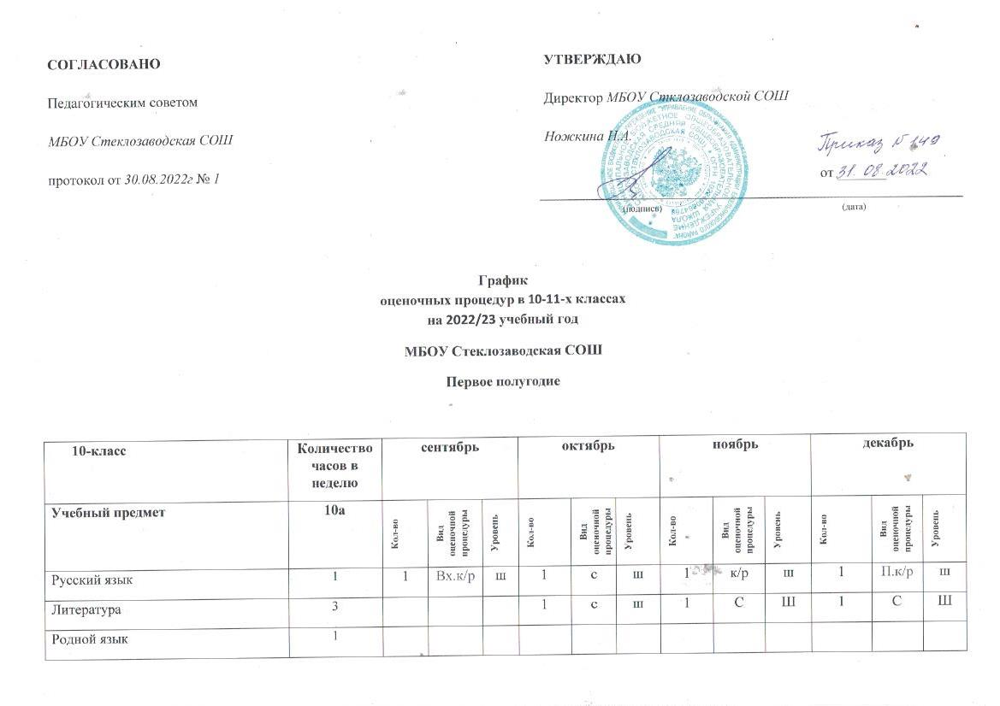 СОГЛАСОВАНО
Педагогическим советом
МБОУ Стеклозаводская СОШ
протокол от 30.08.2022г № 1
УТВЕРЖДАЮ
Директор МБОУ Стклозаводской СОШ
Ножкина Н.А.
Приказ № 149
от 31.08.2022
(подпись) (дата)
График
оценочных процедур в 10-11-х классах
на 2022/23 учебный год
МБОУ Стеклозаводская СОШ
Первое полугодие
10-класс Количество часов в неделю сентябрь октябрь ноябрь декабрь
Учебный предмет 10а Кол-во Вид оценочной процедуры Уровень Кол-во Вид оценочной процедуры Уровень Кол-во Вид оценочной процедуры Уровень Кол-во Вид оценочной процедуры Уровень
Русский язык 1 1 Вх.к/р ш 1 с ш 1 к/р ш 1 П.к/р ш
Литература 3 1 с ш 1 С Ш 1 С Ш
Родной язык 1